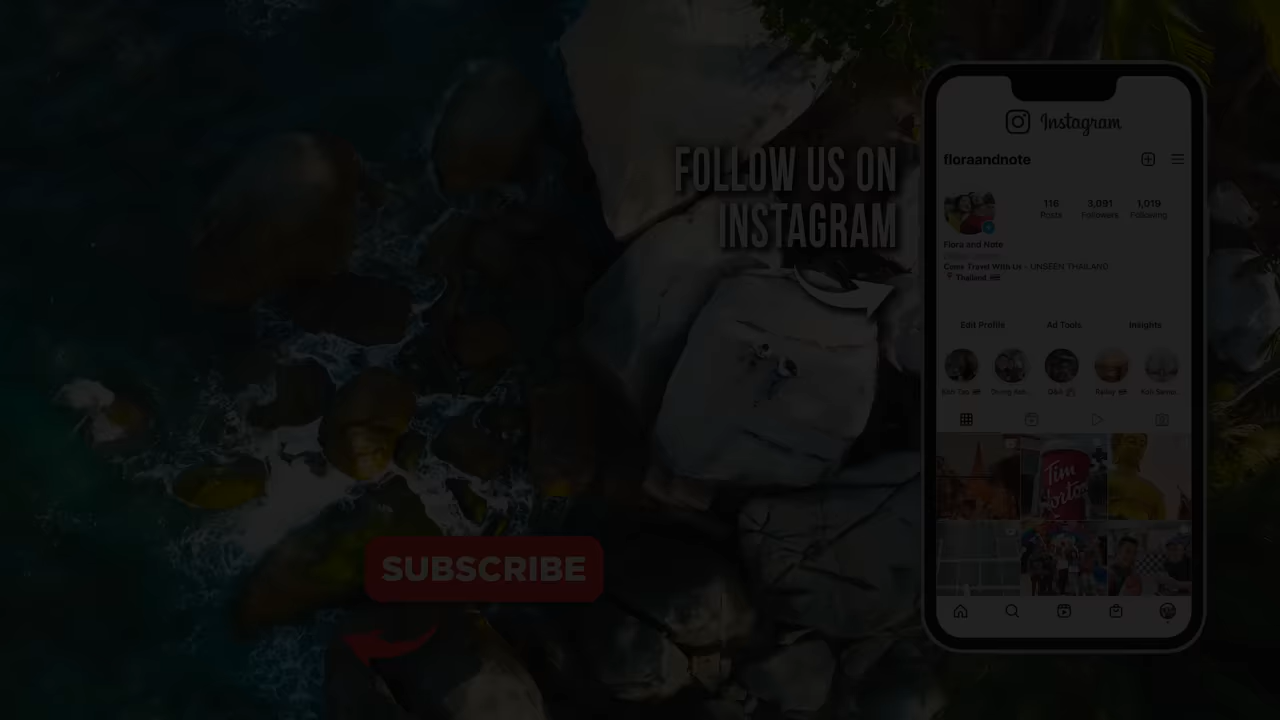 FOLLOW US ON
INSTAGRAM
SUBSCRIBE
Instagram
floraandnote
116 3,091 1,019
Posts Followers Following
Flora and Note
Come Travel With Us - UNSEEN THAILAND
Thailand
Edit Profile Ad Tools Insights
Q&A
Tim